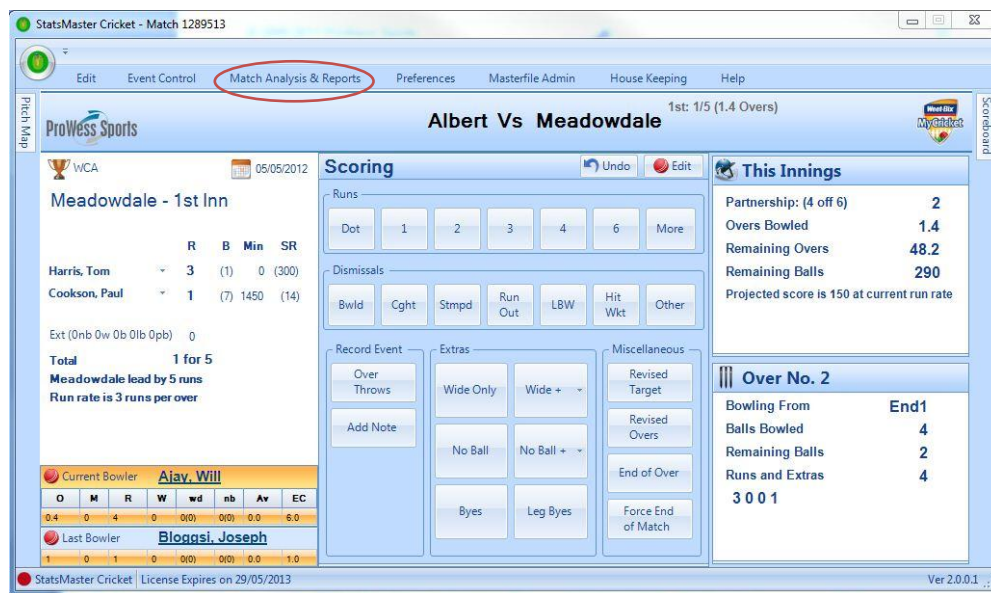 StatsMaster Cricket - Match 1289513
Edit Event Control Match Analysis & Reports Preferences Masterfile Admin House Keeping Help
Pitch Map
ProWess Sports
Albert Vs Meadowdale
1st: 1/5 (1.4 Overs)
Weet-Bix
MyCricket
Scoreboard
WCA 05/05/2012
Meadowdale - 1st Inn
R B Min SR
Harris, Tom 3 (1) 0 (300)
Cookson, Paul 1 (7) 1450 (14)
Ext (0nb 0w 0b 0lb 0pb) 0
Total 1 for 5
Meadowdale lead by 5 runs
Run rate is 3 runs per over
Current Bowler Ajay, Will
O M R W wd nb Av EC
0.4 0 4 0 0(0) 0(0) 0.0 6.0
Last Bowler Bloggsi, Joseph
1 0 1 0 0(0) 0(0) 0.0 1.0
Scoring Undo Edit
Runs
Dot 1 2 3 4 6 More
Dismissals
Bwld Cght Stmpd Run Out LBW Hit Wkt Other
Record Event
Over Throws
Add Note
Extras
Wide Only Wide +
No Ball No Ball +
Byes Leg Byes
Miscellaneous
Revised Target
Revised Overs
End of Over
Force End of Match
This Innings
Partnership: (4 off 6) 2
Overs Bowled 1.4
Remaining Overs 48.2
Remaining Balls 290
Projected score is 150 at current run rate
Over No. 2
Bowling From End1
Balls Bowled 4
Remaining Balls 2
Runs and Extras 4
3 0 0 1
StatsMaster Cricket License Expires on 29/05/2013 Ver 2.0.0.1